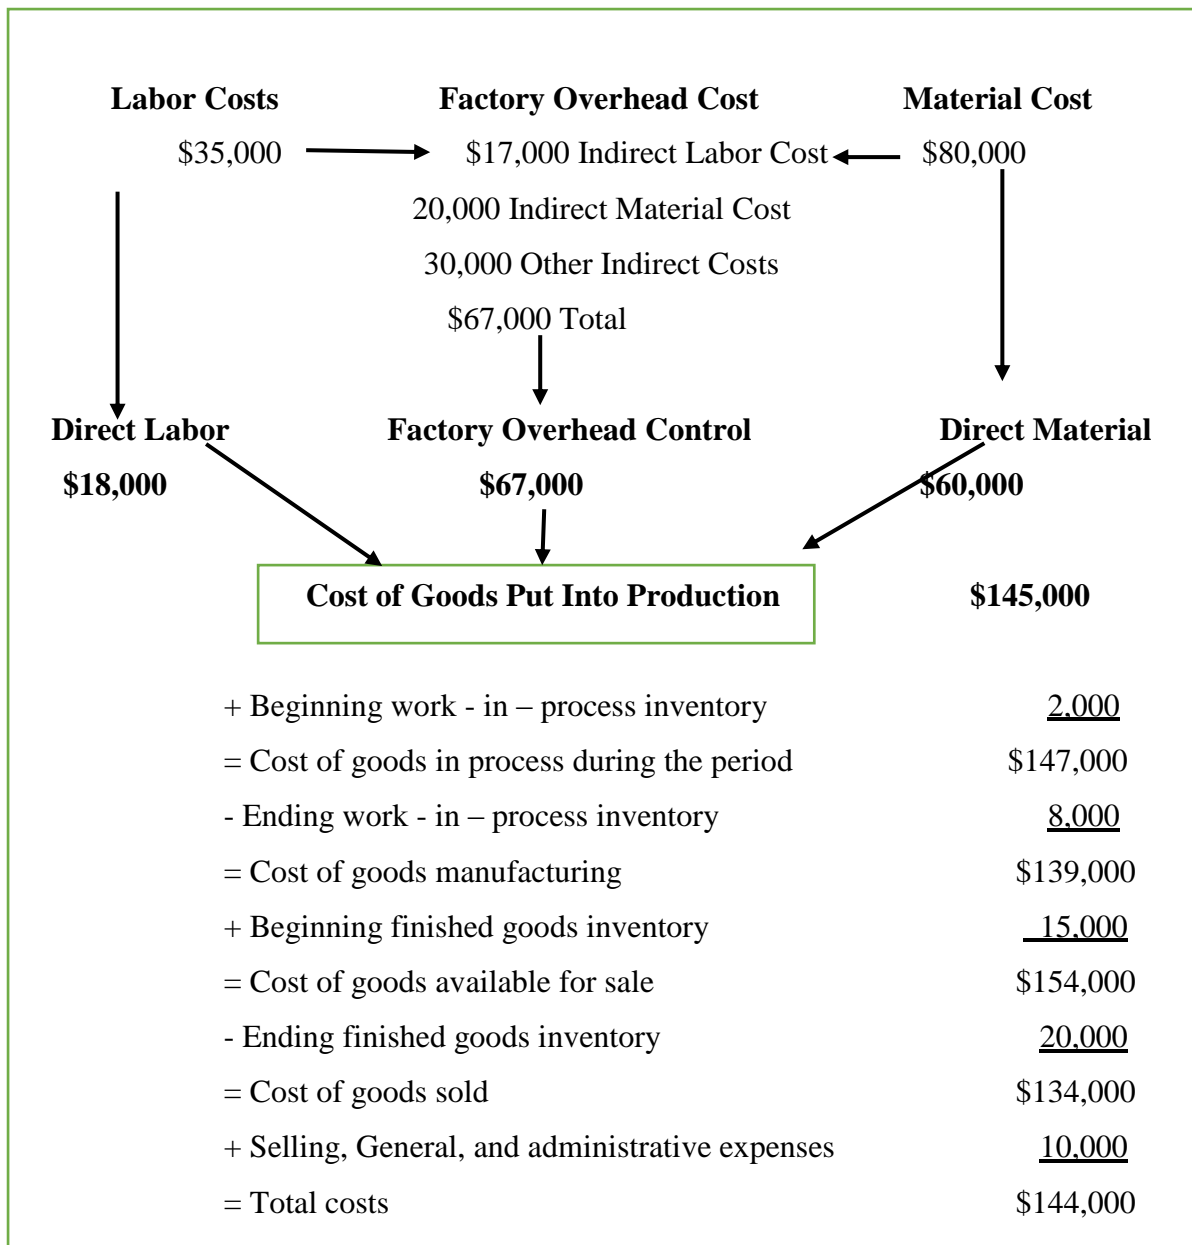 Labor Costs Factory Overhead Cost Material Cost
$35,000 $17,000 Indirect Labor Cost $80,000
20,000 Indirect Material Cost
30,000 Other Indirect Costs
$67,000 Total
Direct Labor Factory Overhead Control Direct Material
$18,000 $67,000 $60,000
Cost of Goods Put Into Production $145,000
+ Beginning work - in – process inventory 2,000
= Cost of goods in process during the period $147,000
- Ending work - in – process inventory 8,000
= Cost of goods manufacturing $139,000
+ Beginning finished goods inventory 15,000
= Cost of goods available for sale $154,000
- Ending finished goods inventory 20,000
= Cost of goods sold $134,000
+ Selling, General, and administrative expenses 10,000
= Total costs $144,000